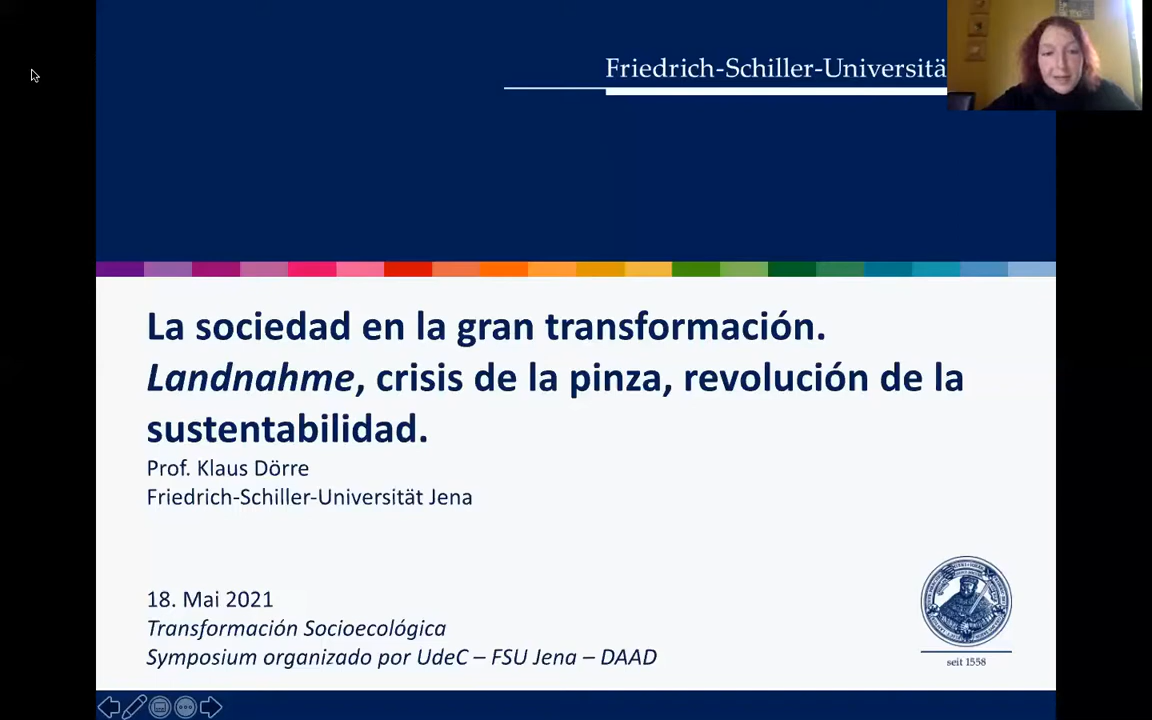 Friedrich-Schiller-Universitä
La sociedad en la gran transformación.
Landnahme, crisis de la pinza, revolución de la
sustentabilidad.
Prof. Klaus Dörre
Friedrich-Schiller-Universität Jena
18. Mai 2021
Transformación Socioecológica
Symposium organizado por UdeC – FSU Jena – DAAD
seit 1558